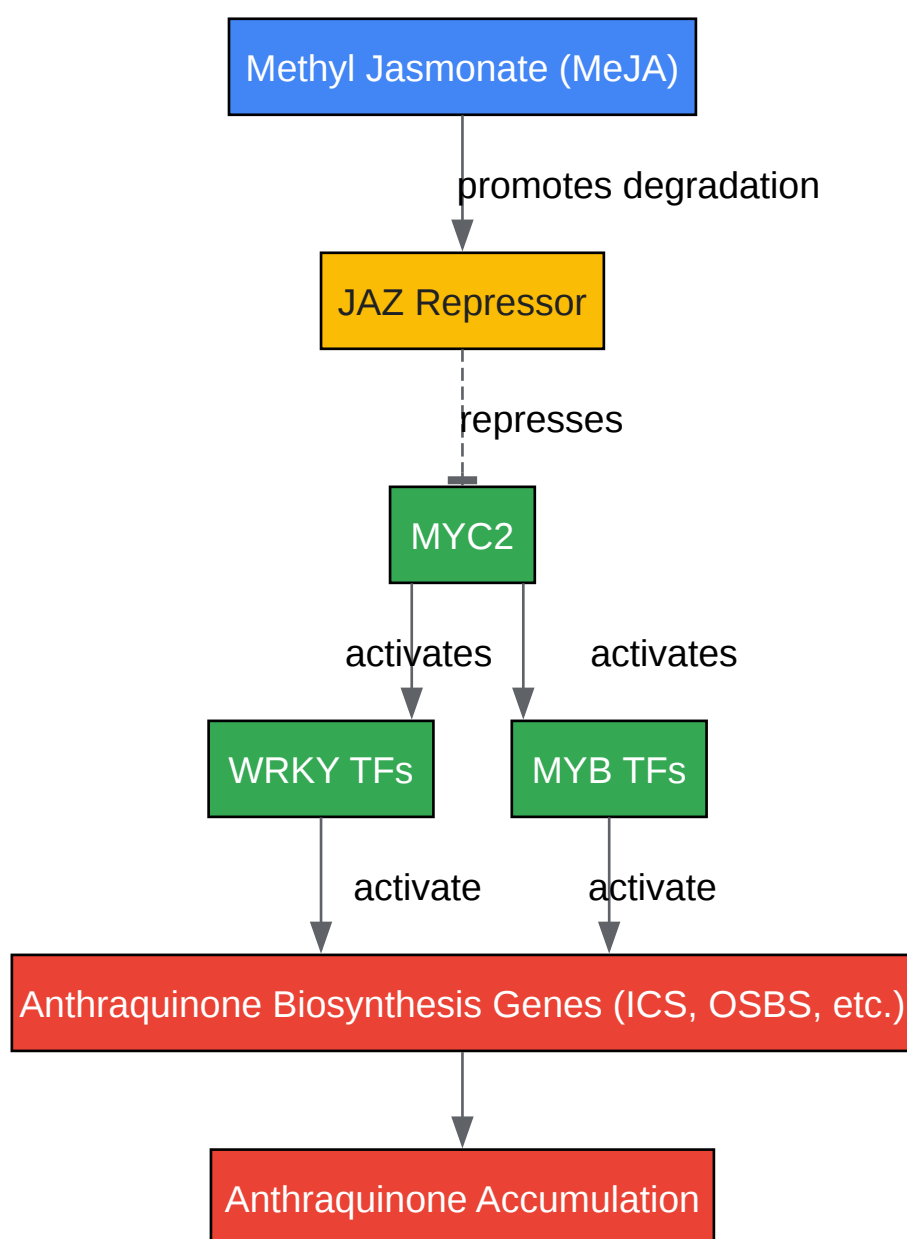 Methyl Jasmonate (MeJA)
promotes degradation
JAZ Repressor
represses
MYC2
activates
activates
WRKY TFs
MYB TFs
activate
activate
Anthraquinone Biosynthesis Genes (ICS, OSBS, etc.)
Anthraquinone Accumulation